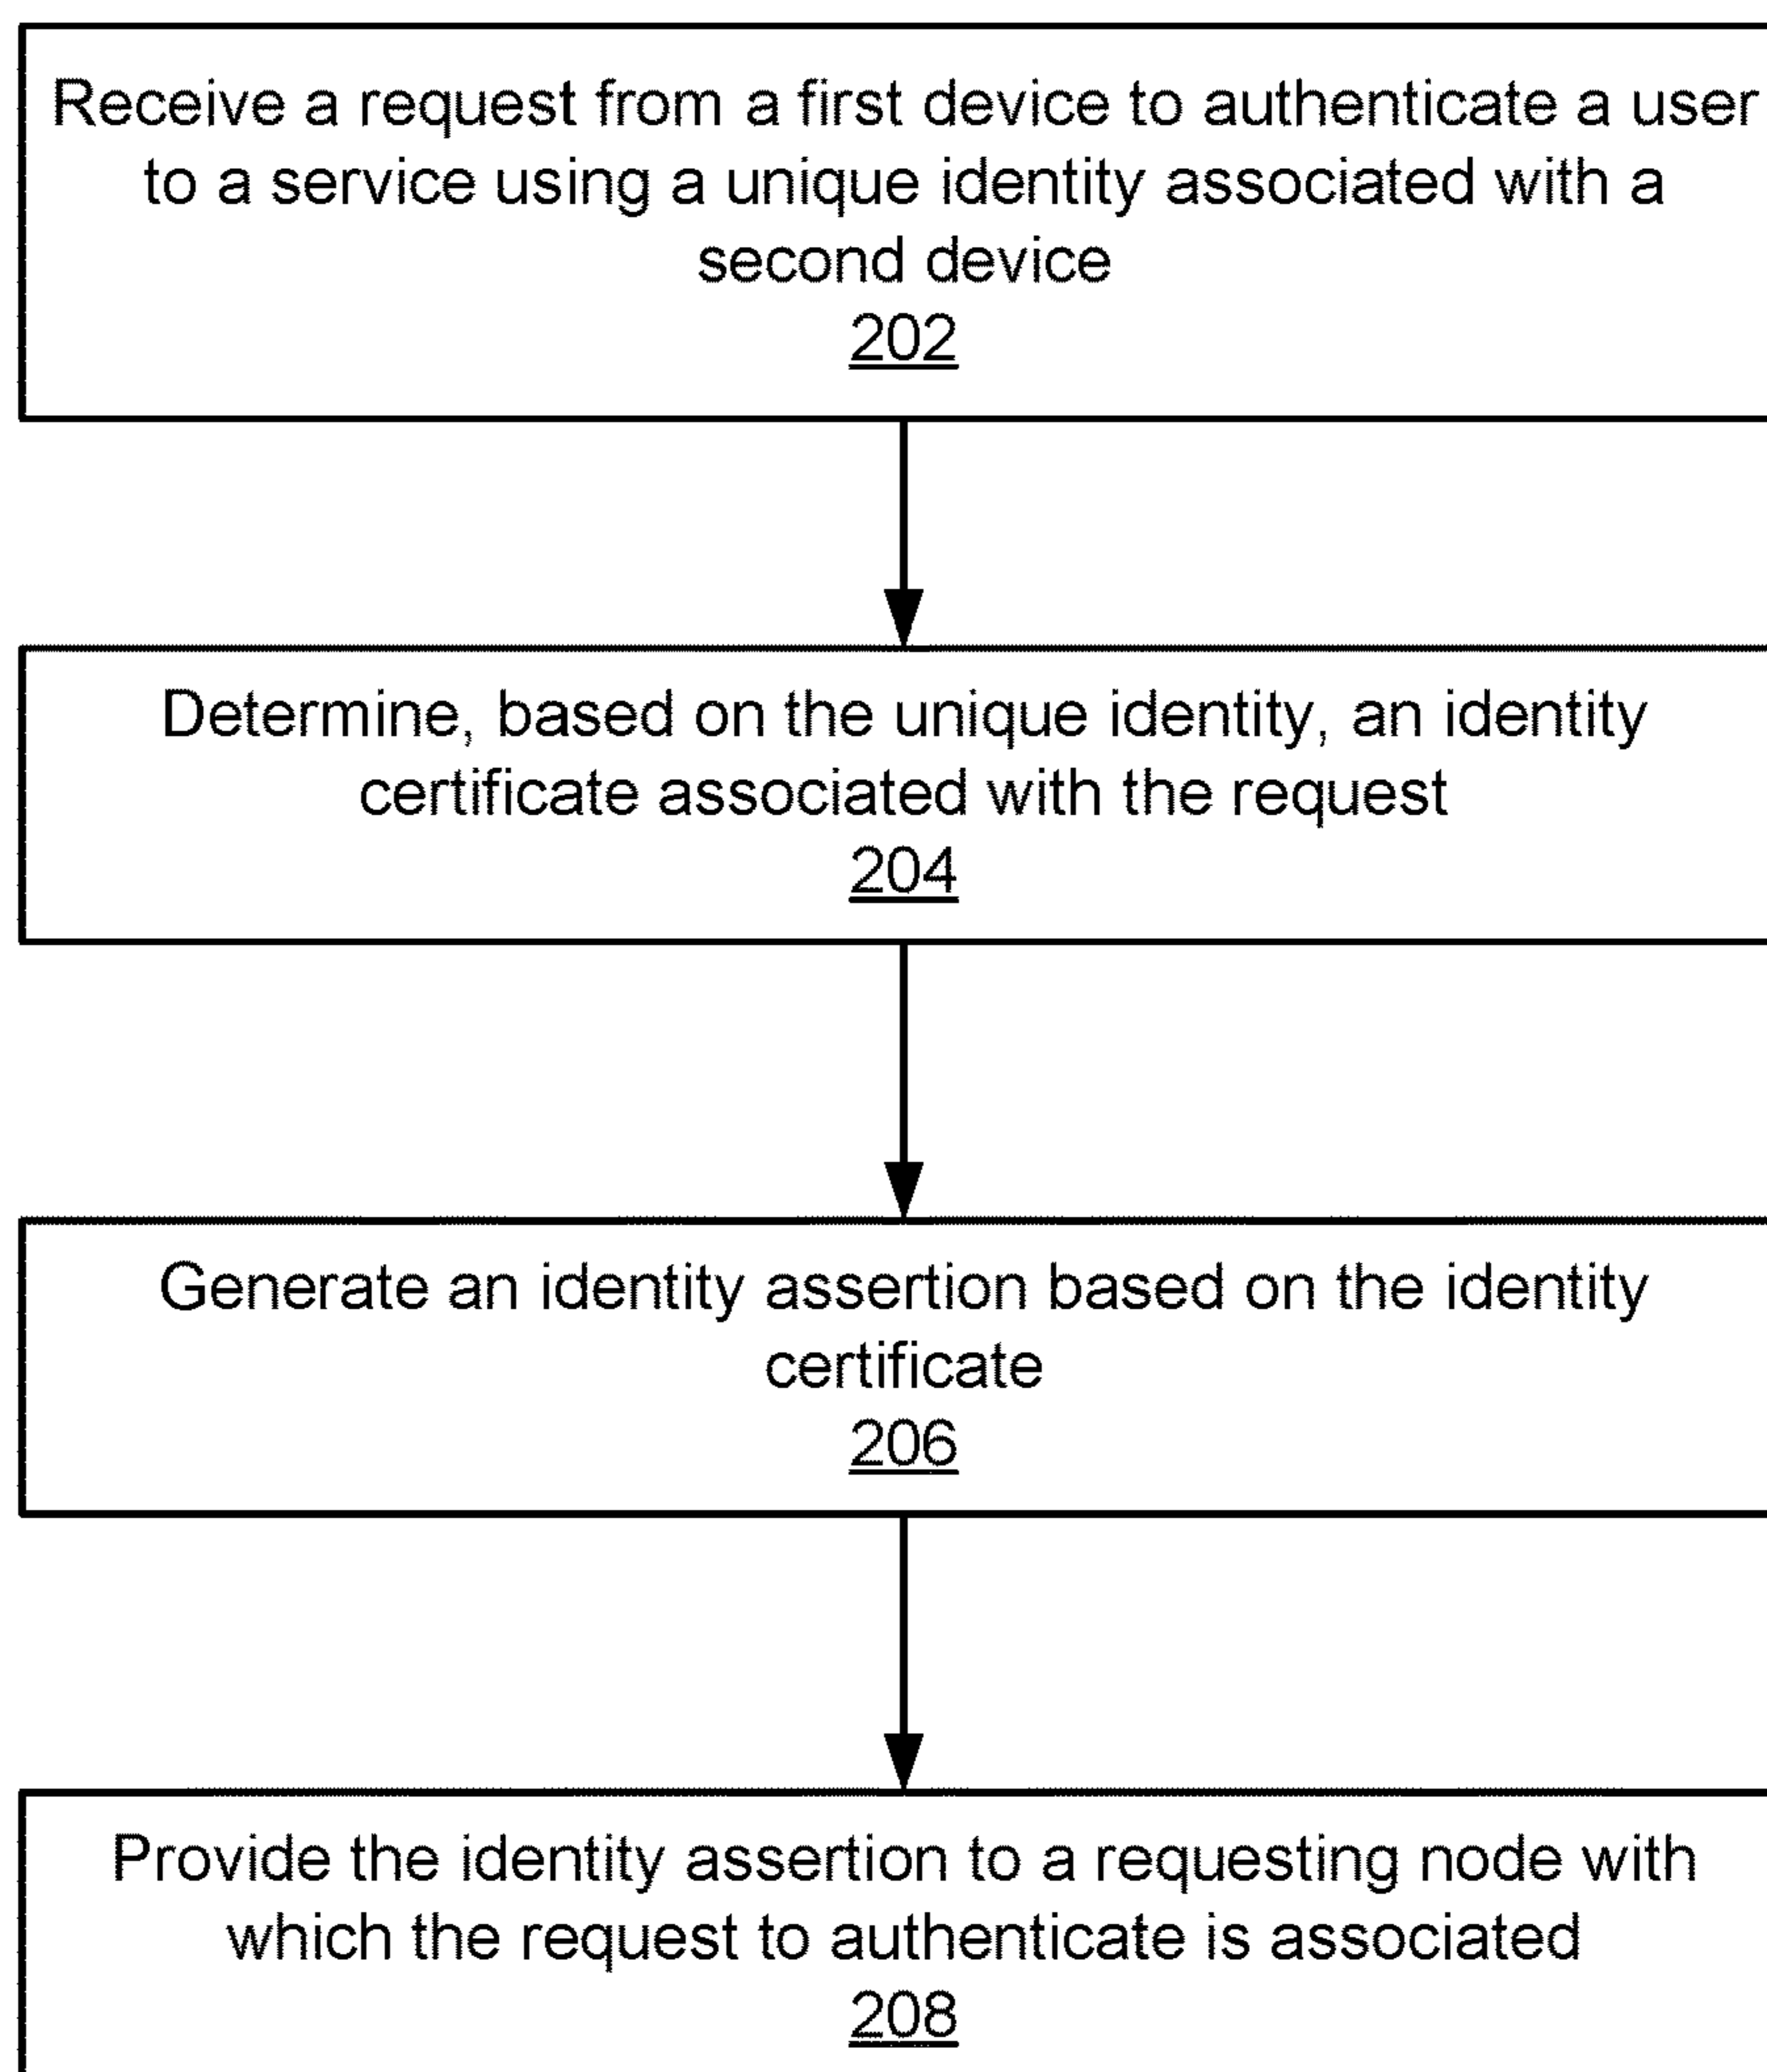 Receive a request from a first device to authenticate a user
to a service using a unique identity associated with a
second device
202
Determine, based on the unique identity, an identity
certificate associated with the request
204
Generate an identity assertion based on the identity
certificate
206
Provide the identity assertion to a requesting node with
which the request to authenticate is associated
208